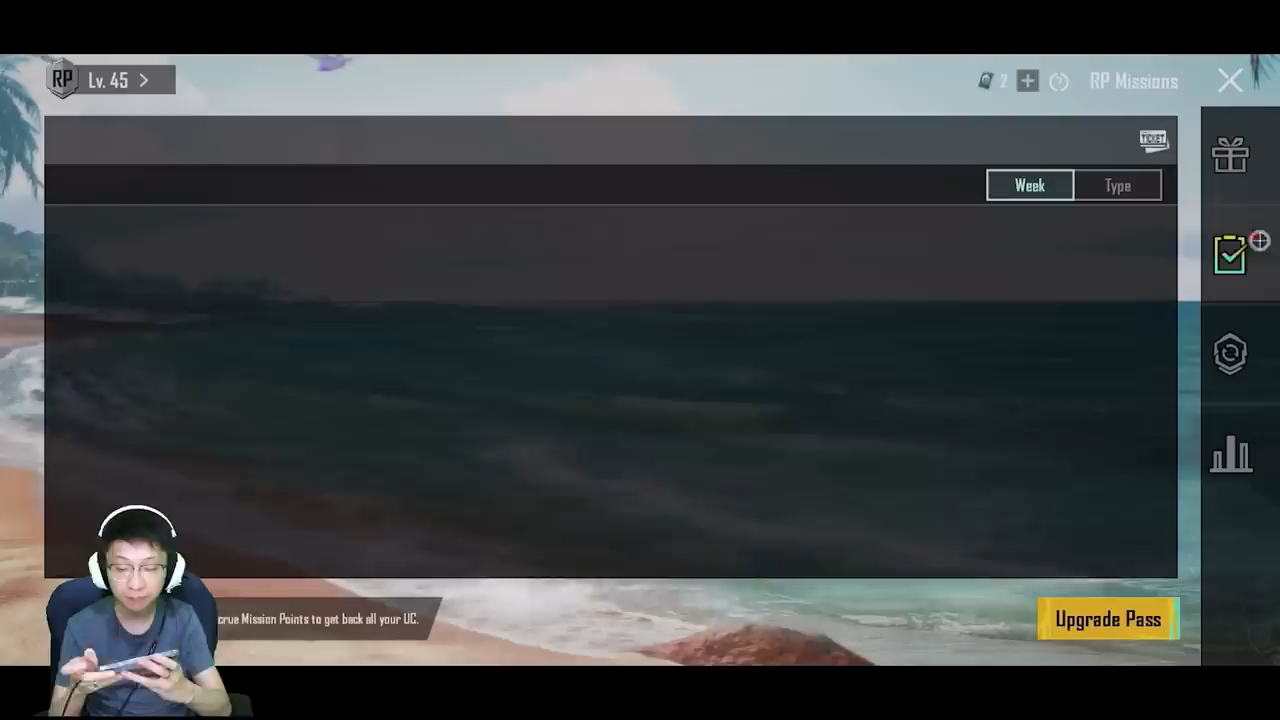 RP Lv. 45 >
2 RP Missions
TICKET
Week Type
crue Mission Points to get back all your UC.
Upgrade Pass